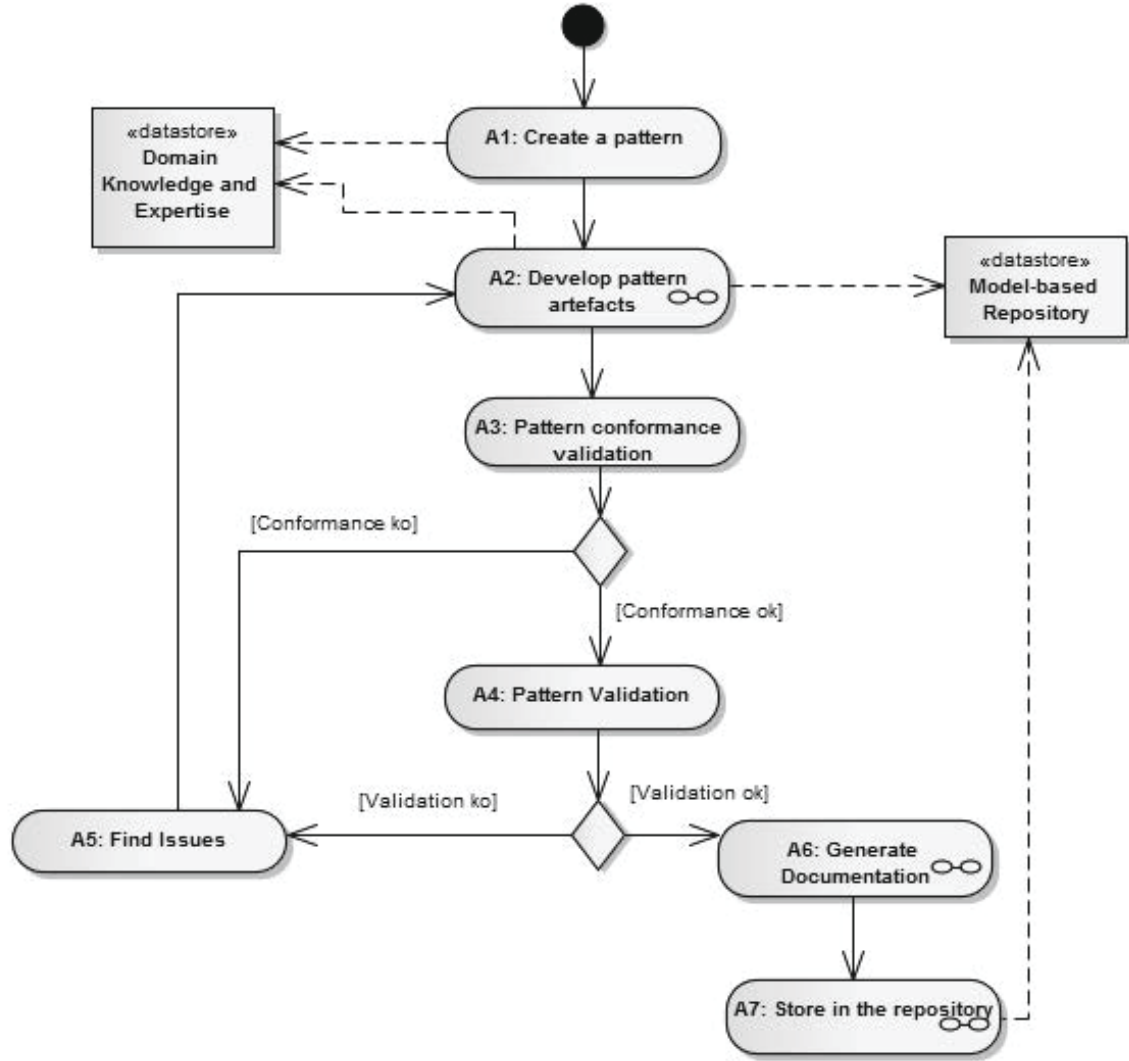 A1: Create a pattern
«datastore»
Domain
Knowledge and
Expertise
A2: Develop pattern
artefacts
«datastore»
Model-based
Repository
A3: Pattern conformance
validation
[Conformance ko]
[Conformance ok]
A4: Pattern Validation
[Validation ko]
[Validation ok]
A5: Find Issues
A6: Generate
Documentation
A7: Store in the repository